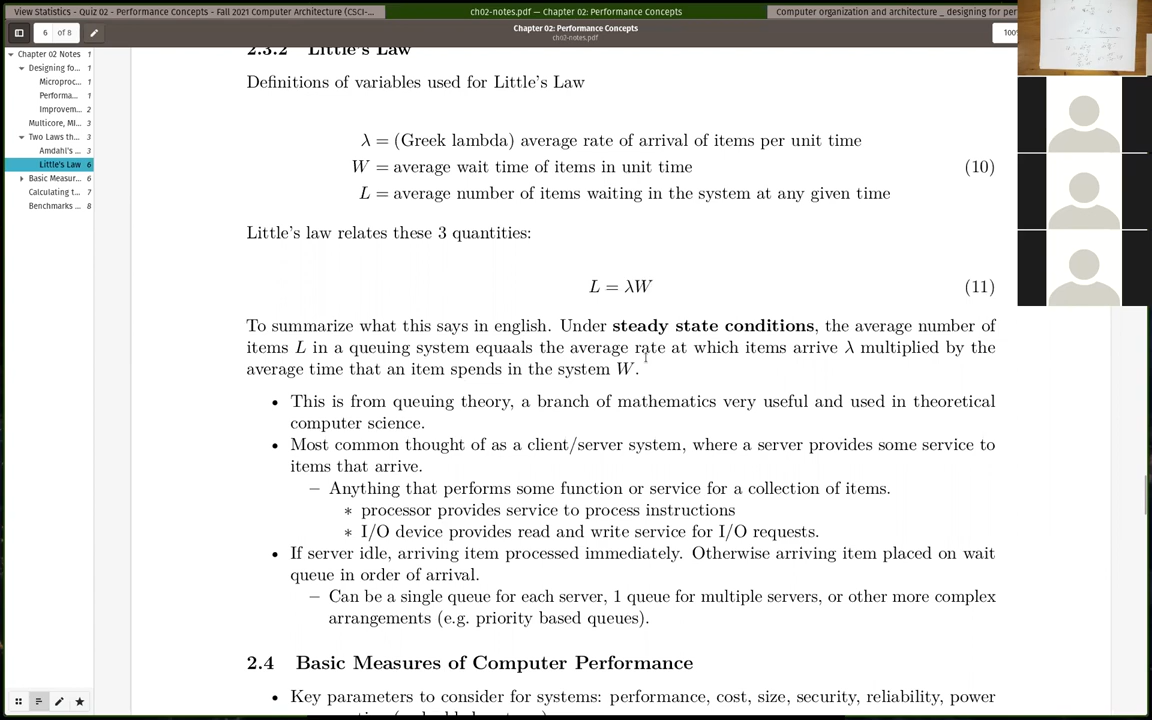 View Statistics - Quiz 02 - Performance Concepts - Fall 2021 Computer Architecture (CSCI-...
ch02-notes.pdf — Chapter 02: Performance Concepts
Computer organization and architecture _ designing for per
6 of 8
Chapter 02: Performance Concepts
ch02-notes.pdf
100%
Chapter 02 Notes 1
Designing fo... 1
Microproc... 1
Performa... 1
Improvem... 2
Multicore, MI... 3
Two Laws th... 3
Amdahl's ... 3
Little's Law 6
Basic Measur... 6
Calculating t... 7
Benchmarks ... 8
2.3.2 Little's Law
Definitions of variables used for Little's Law
λ = (Greek lambda) average rate of arrival of items per unit time
W = average wait time of items in unit time (10)
L = average number of items waiting in the system at any given time
Little's law relates these 3 quantities:
L = λW (11)
To summarize what this says in english. Under steady state conditions, the average number of
items L in a queuing system equaals the average rate at which items arrive λ multiplied by the
average time that an item spends in the system W.
• This is from queuing theory, a branch of mathematics very useful and used in theoretical
computer science.
• Most common thought of as a client/server system, where a server provides some service to
items that arrive.
– Anything that performs some function or service for a collection of items.
* processor provides service to process instructions
* I/O device provides read and write service for I/O requests.
• If server idle, arriving item processed immediately. Otherwise arriving item placed on wait
queue in order of arrival.
– Can be a single queue for each server, 1 queue for multiple servers, or other more complex
arrangements (e.g. priority based queues).
2.4 Basic Measures of Computer Performance
• Key parameters to consider for systems: performance, cost, size, security, reliability, power